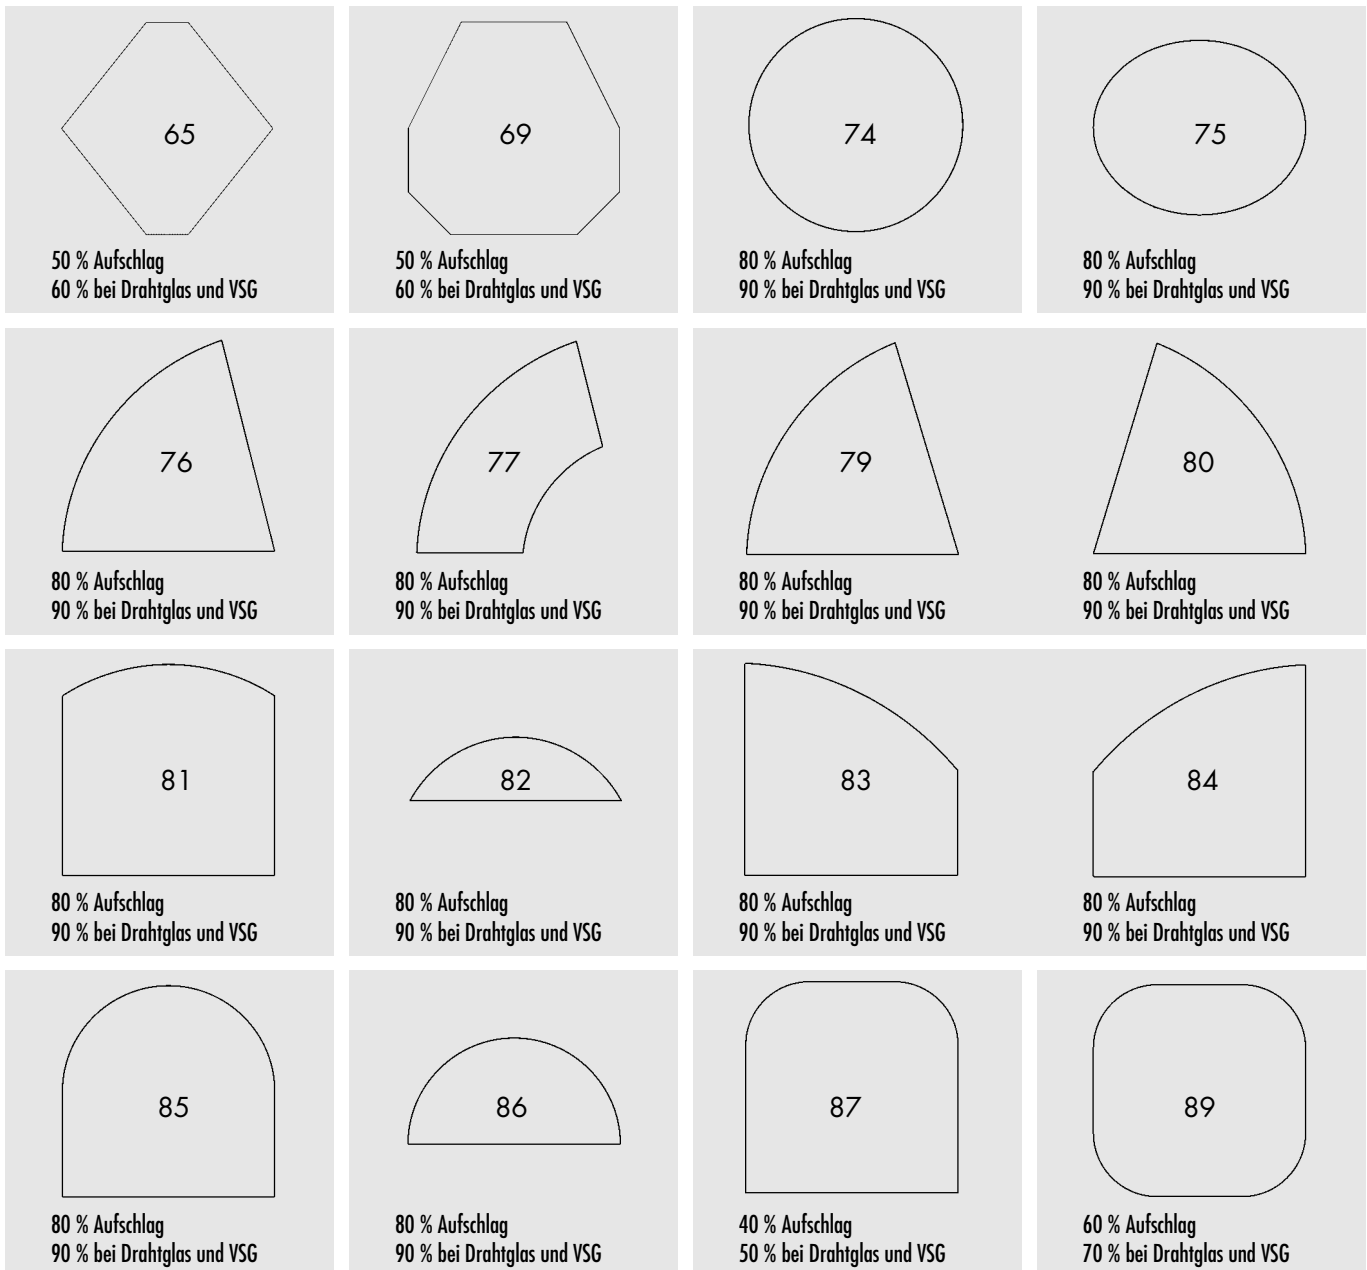 65
50 % Aufschlag
60 % bei Drahtglas und VSG
69
50 % Aufschlag
60 % bei Drahtglas und VSG
74
80 % Aufschlag
90 % bei Drahtglas und VSG
75
80 % Aufschlag
90 % bei Drahtglas und VSG
76
80 % Aufschlag
90 % bei Drahtglas und VSG
77
80 % Aufschlag
90 % bei Drahtglas und VSG
79
80 % Aufschlag
90 % bei Drahtglas und VSG
80
80 % Aufschlag
90 % bei Drahtglas und VSG
81
80 % Aufschlag
90 % bei Drahtglas und VSG
82
80 % Aufschlag
90 % bei Drahtglas und VSG
83
80 % Aufschlag
90 % bei Drahtglas und VSG
84
80 % Aufschlag
90 % bei Drahtglas und VSG
85
80 % Aufschlag
90 % bei Drahtglas und VSG
86
80 % Aufschlag
90 % bei Drahtglas und VSG
87
40 % Aufschlag
50 % bei Drahtglas und VSG
89
60 % Aufschlag
70 % bei Drahtglas und VSG